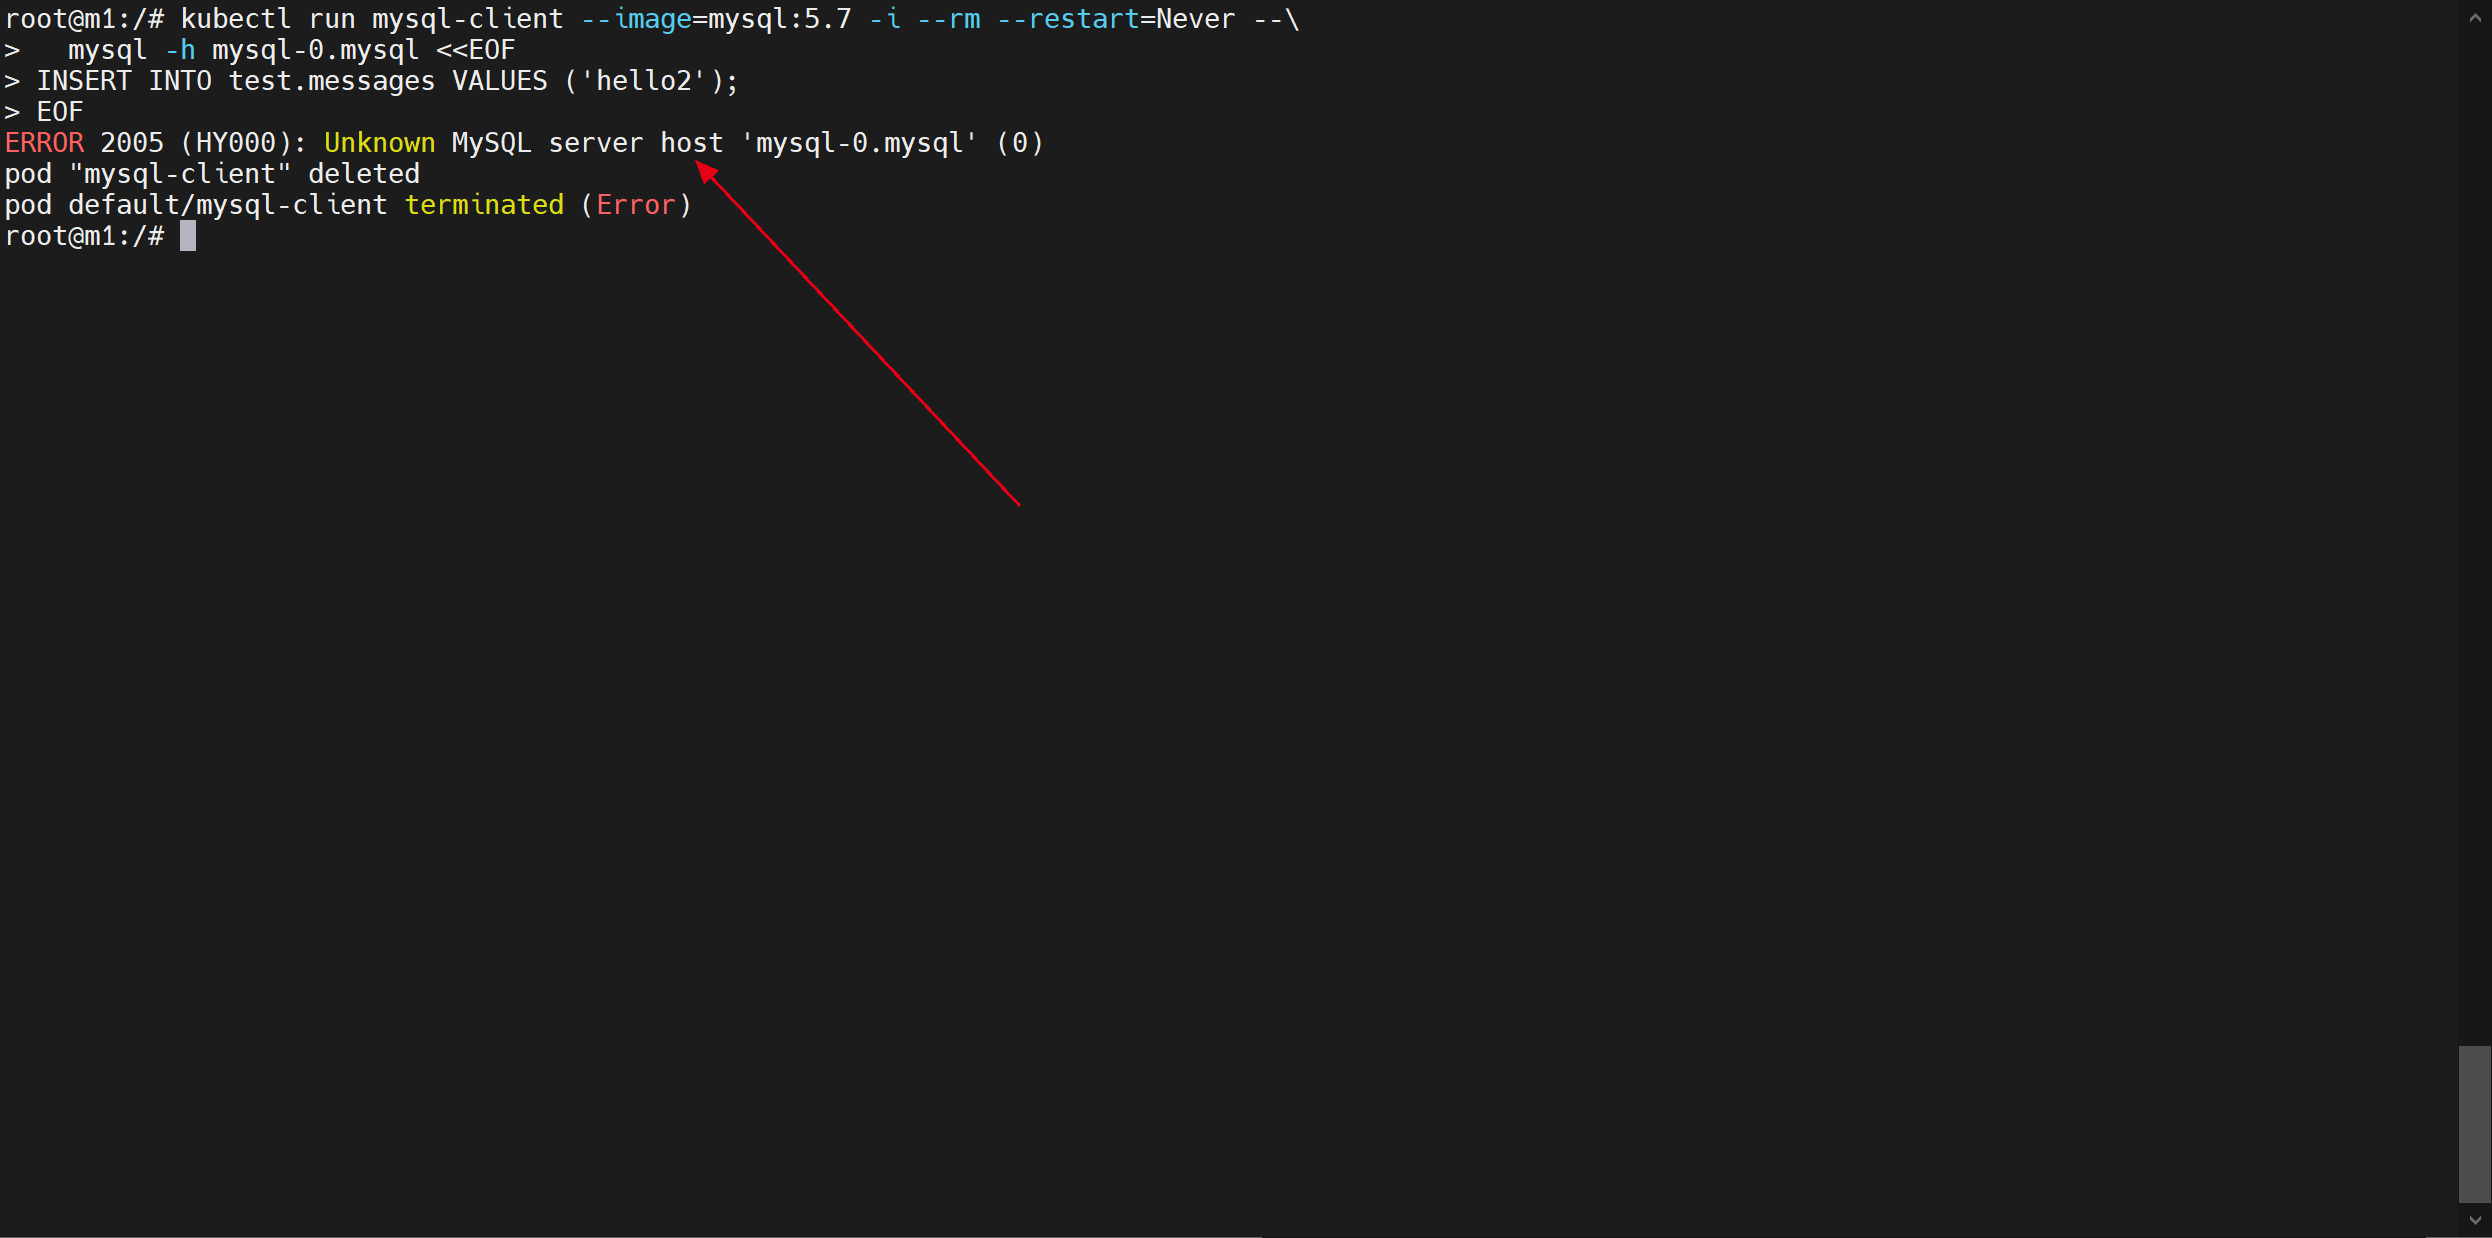 root@m1:/# kubectl run mysql-client --image=mysql:5.7 -i --rm --restart=Never --\
>   mysql -h mysql-0.mysql <<EOF
> INSERT INTO test.messages VALUES ('hello2');
> EOF
ERROR 2005 (HY000): Unknown MySQL server host 'mysql-0.mysql' (0)
pod "mysql-client" deleted
pod default/mysql-client terminated (Error)
root@m1:/#